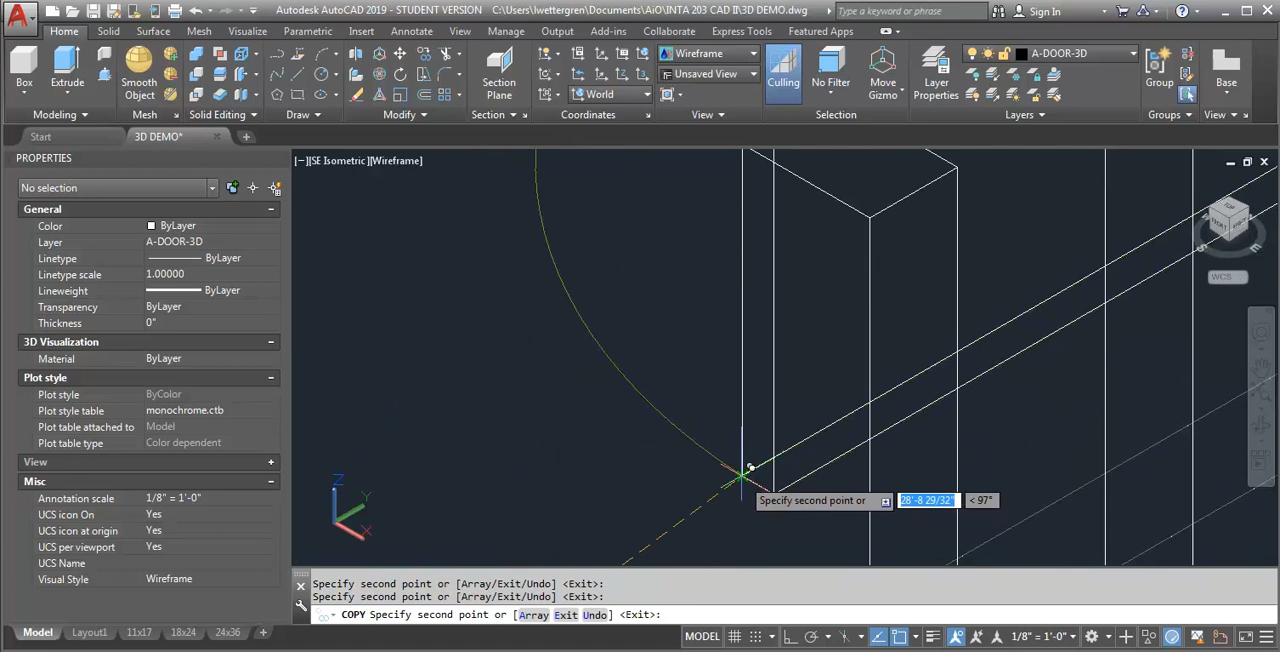 Autodesk AutoCAD 2019 - STUDENT VERSION C:\Users\lwettergren\Documents\AiO\INTA 203 CAD II\3D DEMO.dwg Type a keyword or phrase Sign In
Home Solid Surface Mesh Visualize Parametric Insert Annotate View Manage Output Add-ins Collaborate Express Tools Featured Apps
Wireframe A-DOOR-3D
Unsaved View
Box Extrude Smooth Object Section Plane World Culling No Filter Move Gizmo Layer Properties Group Base
Modeling Mesh Solid Editing Draw Modify Section Coordinates View Selection Layers Groups View
Start 3D DEMO*
PROPERTIES
[−][SE Isometric][Wireframe]
No selection
General
Color ByLayer
Layer A-DOOR-3D
Linetype ByLayer
Linetype scale 1.00000
Lineweight ByLayer
Transparency ByLayer
Thickness 0"
3D Visualization
Material ByLayer
Plot style
Plot style ByColor
Plot style table monochrome.ctb
Plot table attached to Model
Plot table type Color dependent
View
Misc
Annotation scale 1/8" = 1'-0"
UCS icon On Yes
UCS icon at origin Yes
UCS per viewport Yes
UCS Name
Visual Style Wireframe
TOP
FRONT
RIGHT
S E
WCS
Z
Y
X
Specify second point or 28'-8 29/32" < 97°
Specify second point or [Array/Exit/Undo] <Exit>:
Specify second point or [Array/Exit/Undo] <Exit>:
COPY Specify second point or [Array Exit Undo] <Exit>:
Model Layout1 11x17 18x24 24x36 MODEL 1/8" = 1'-0"